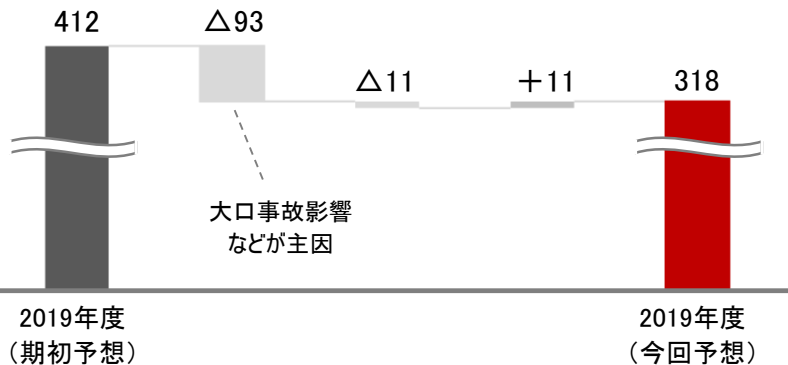 412
△93
△11
＋11
318
大口事故影響
などが主因
2019年度
（期初予想）
2019年度
（今回予想）